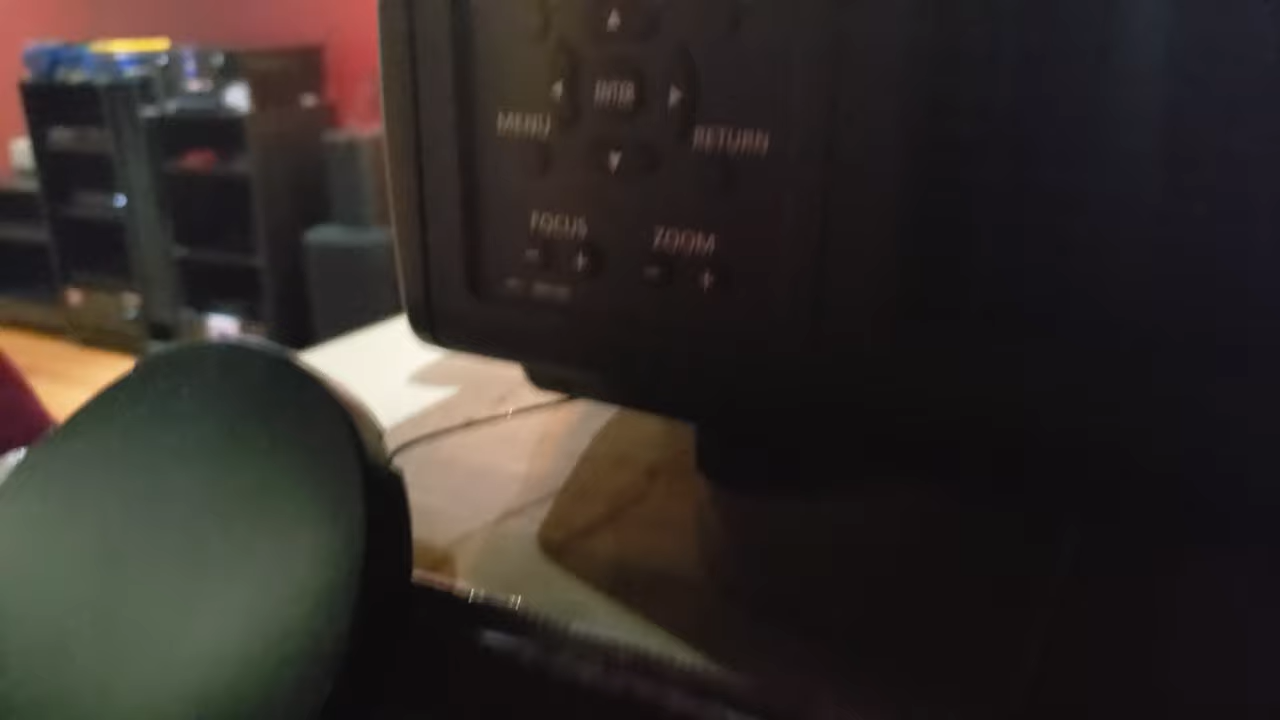 ENTER
MENU
RETURN
FOCUS
ZOOM
- +
- +